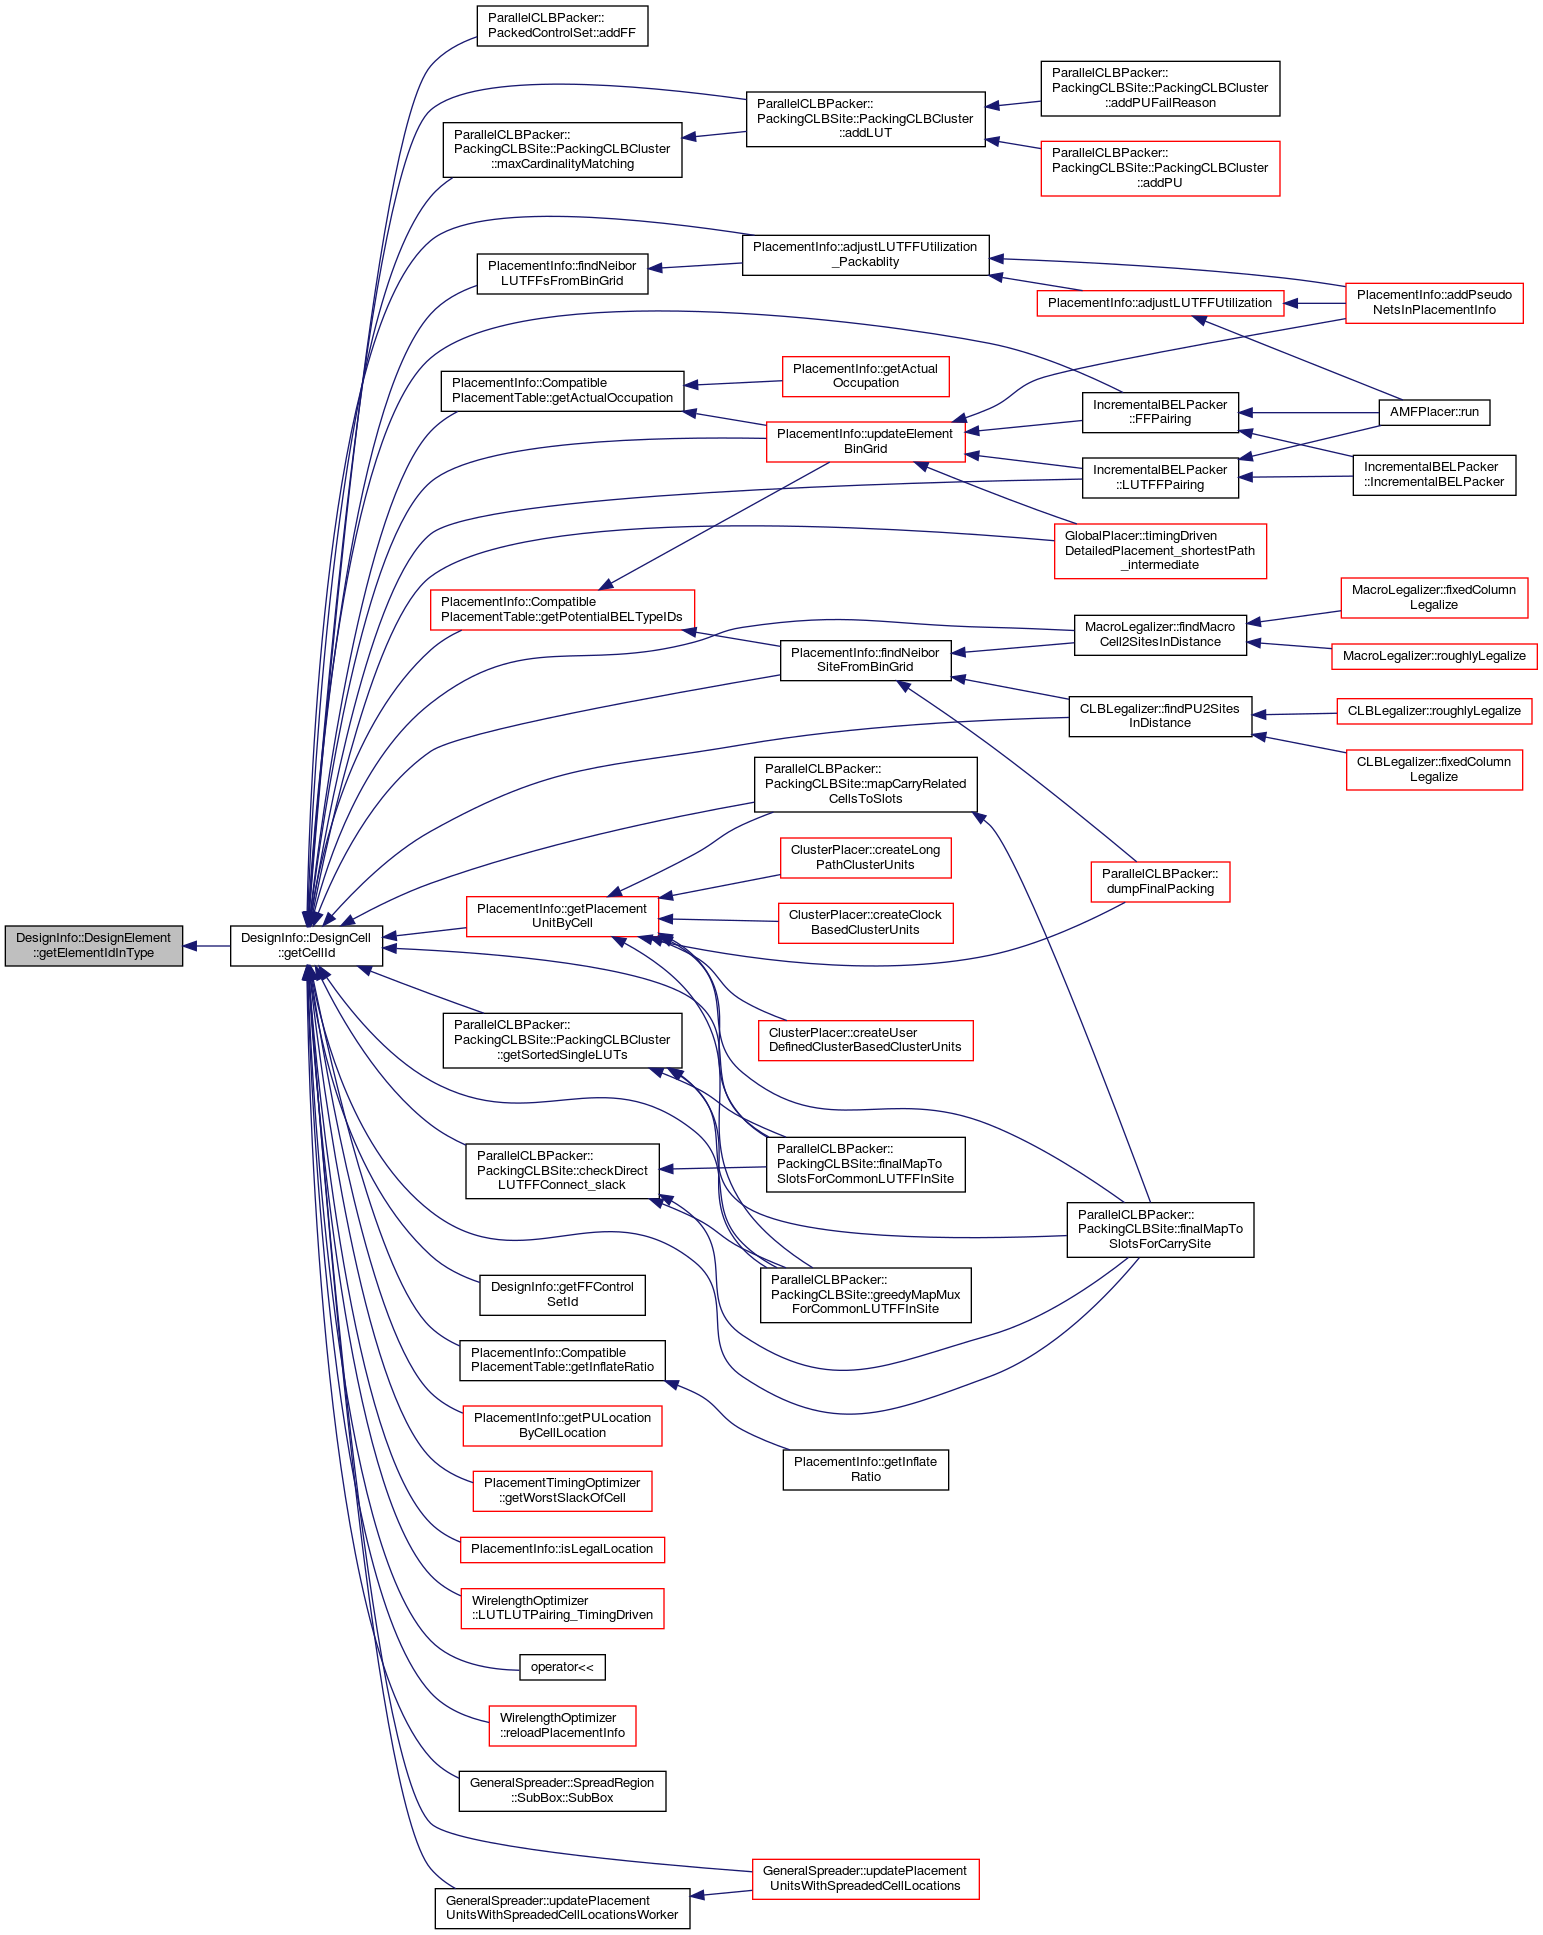 ParallelCLBPacker::
PackedControlSet::addFF
ParallelCLBPacker::
PackingCLBSite::PackingCLBCluster
::addPUFailReason
ParallelCLBPacker::
PackingCLBSite::PackingCLBCluster
::addLUT
ParallelCLBPacker::
PackingCLBSite::PackingCLBCluster
::maxCardinalityMatching
ParallelCLBPacker::
PackingCLBSite::PackingCLBCluster
::addPU
PlacementInfo::adjustLUTFFUtilization
_Packablity
PlacementInfo::findNeibor
LUTFFsFromBinGrid
PlacementInfo::adjustLUTFFUtilization
PlacementInfo::addPseudo
NetsInPlacementInfo
PlacementInfo::getActual
Occupation
PlacementInfo::Compatible
PlacementTable::getActualOccupation
IncrementalBELPacker
::FFPairing
AMFPlacer::run
PlacementInfo::updateElement
BinGrid
IncrementalBELPacker
::LUTFFPairing
IncrementalBELPacker
::IncrementalBELPacker
GlobalPlacer::timingDriven
DetailedPlacement_shortestPath
_intermediate
MacroLegalizer::fixedColumn
Legalize
PlacementInfo::Compatible
PlacementTable::getPotentialBELTypeIDs
MacroLegalizer::findMacro
Cell2SitesInDistance
PlacementInfo::findNeibor
SiteFromBinGrid
MacroLegalizer::roughlyLegalize
CLBLegalizer::findPU2Sites
InDistance
CLBLegalizer::roughlyLegalize
CLBLegalizer::fixedColumn
Legalize
ParallelCLBPacker::
PackingCLBSite::mapCarryRelated
CellsToSlots
ClusterPlacer::createLong
PathClusterUnits
ParallelCLBPacker::
dumpFinalPacking
PlacementInfo::getPlacement
UnitByCell
ClusterPlacer::createClock
BasedClusterUnits
DesignInfo::DesignElement
::getElementIdInType
DesignInfo::DesignCell
::getCellId
ParallelCLBPacker::
PackingCLBSite::PackingCLBCluster
::getSortedSingleLUTs
ClusterPlacer::createUser
DefinedClusterBasedClusterUnits
ParallelCLBPacker::
PackingCLBSite::checkDirect
LUTFFConnect_slack
ParallelCLBPacker::
PackingCLBSite::finalMapTo
SlotsForCommonLUTFFInSite
ParallelCLBPacker::
PackingCLBSite::finalMapTo
SlotsForCarrySite
DesignInfo::getFFControl
SetId
ParallelCLBPacker::
PackingCLBSite::greedyMapMux
ForCommonLUTFFInSite
PlacementInfo::Compatible
PlacementTable::getInflateRatio
PlacementInfo::getPULocation
ByCellLocation
PlacementInfo::getInflate
Ratio
PlacementTimingOptimizer
::getWorstSlackOfCell
PlacementInfo::isLegalLocation
WirelengthOptimizer
::LUTLUTPairing_TimingDriven
operator<<
WirelengthOptimizer
::reloadPlacementInfo
GeneralSpreader::SpreadRegion
::SubBox::SubBox
GeneralSpreader::updatePlacement
UnitsWithSpreadedCellLocations
GeneralSpreader::updatePlacement
UnitsWithSpreadedCellLocationsWorker